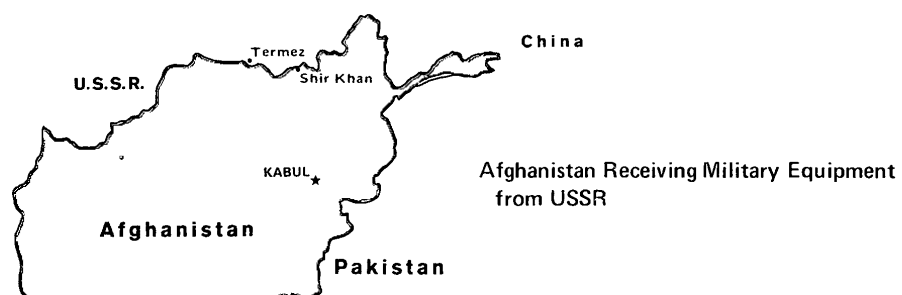 China
Termez
Shir Khan
U.S.S.R.
KABUL
Afghanistan Receiving Military Equipment
from USSR
Afghanistan
Pakistan